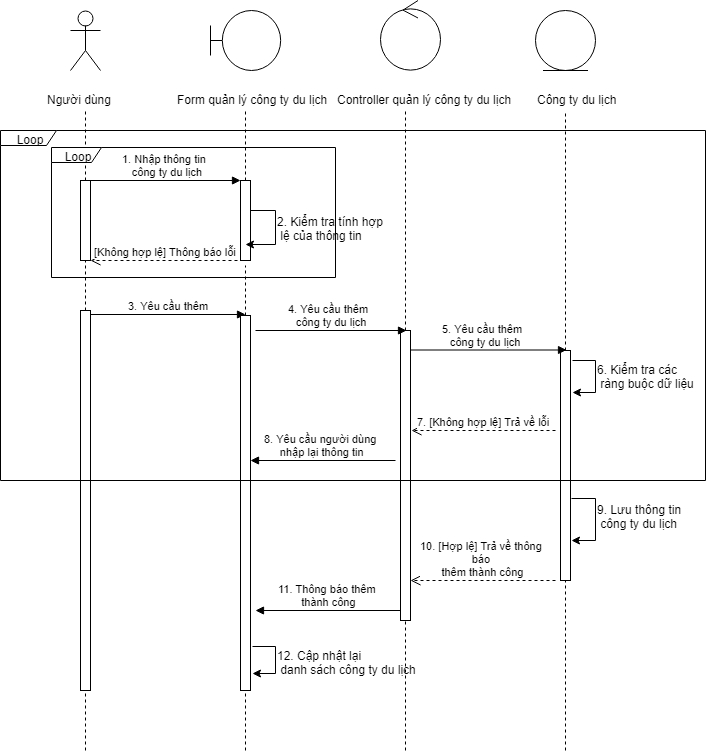 Người dùng
Form quản lý công ty du lịch
Controller quản lý công ty du lịch
Công ty du lịch
Loop
Loop
1. Nhập thông tin
công ty du lịch
2. Kiểm tra tính hợp
lệ của thông tin
[Không hợp lệ] Thông báo lỗi
3. Yêu cầu thêm
4. Yêu cầu thêm
công ty du lịch
5. Yêu cầu thêm
công ty du lịch
6. Kiểm tra các
ràng buộc dữ liệu
7. [Không hợp lệ] Trả về lỗi
8. Yêu cầu người dùng
nhập lại thông tin
9. Lưu thông tin
công ty du lịch
10. [Hợp lệ] Trả về thông
báo
thêm thành công
11. Thông báo thêm
thành công
12. Cập nhật lại
danh sách công ty du lịch